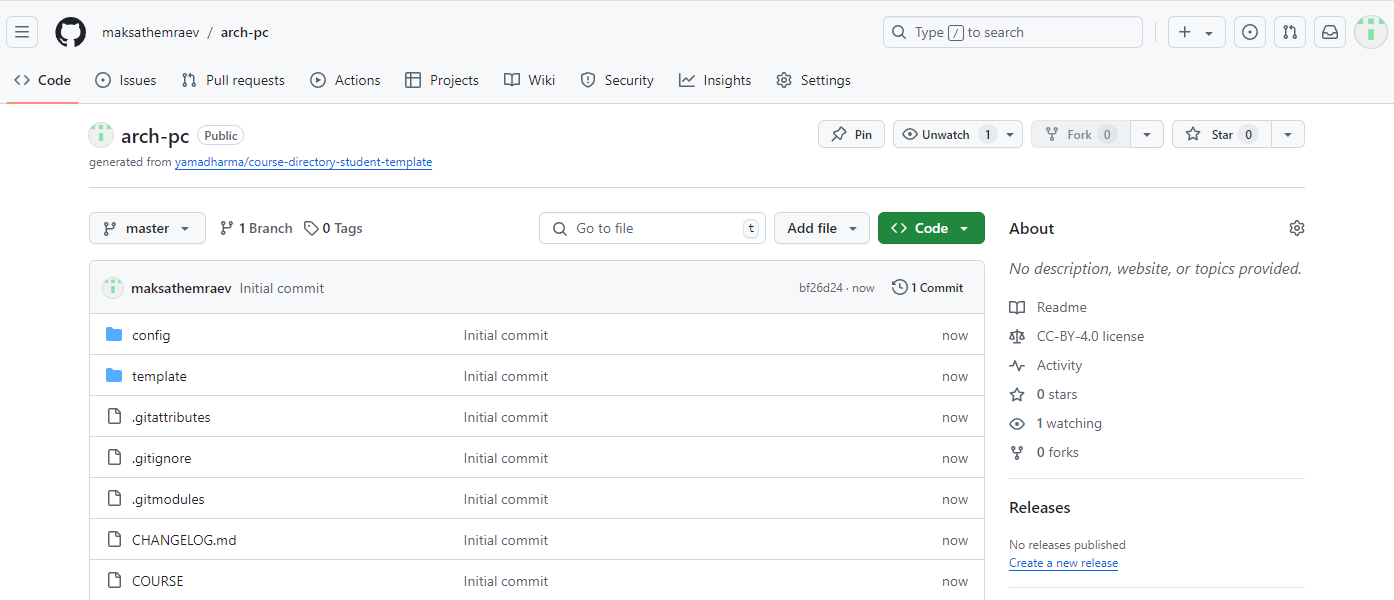 maksathemraev / arch-pc
Type / to search
Code Issues Pull requests Actions Projects Wiki Security Insights Settings
arch-pc Public
Pin Unwatch 1 Fork 0 Star 0
generated from yamadharma/course-directory-student-template
master 1 Branch 0 Tags Go to file t Add file Code
maksathemraev Initial commit bf26d24 · now 1 Commit
config Initial commit now
template Initial commit now
.gitattributes Initial commit now
.gitignore Initial commit now
.gitmodules Initial commit now
CHANGELOG.md Initial commit now
COURSE Initial commit now
About
No description, website, or topics provided.
Readme
CC-BY-4.0 license
Activity
0 stars
1 watching
0 forks
Releases
No releases published
Create a new release